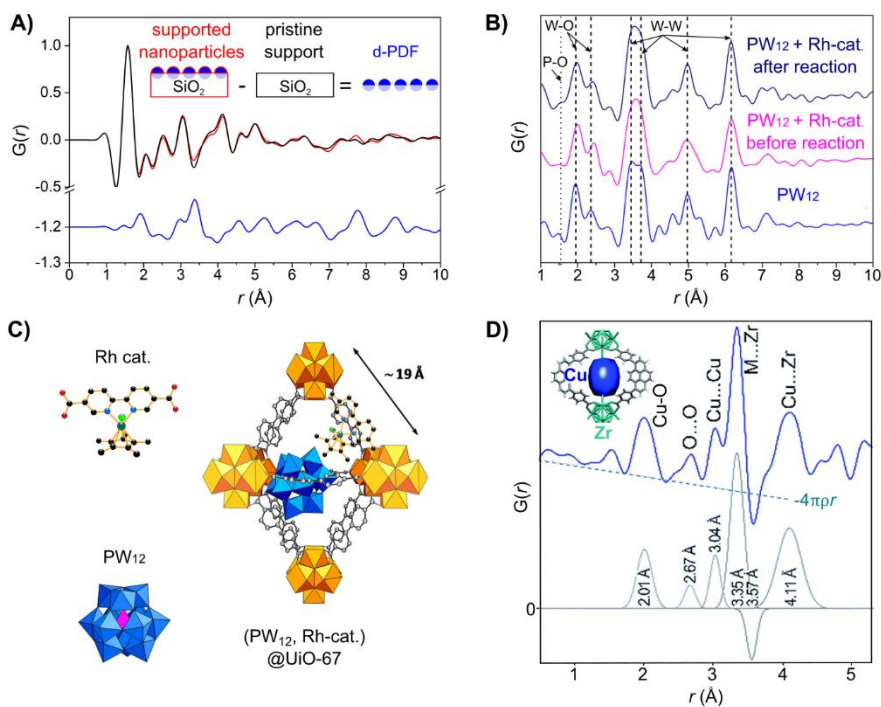 A)
supported
nanoparticles
pristine
support
d-PDF
SiO₂ - SiO₂ =
G(r)
0.5
0.0
-0.5
-1.2
-1.3
0 1 2 3 4 5 6 7 8 9 10
r (Å)
B)
W-O
W-W
P-O
PW₁₂ + Rh-cat.
after reaction
PW₁₂ + Rh-cat.
before reaction
PW₁₂
G(r)
1 2 3 4 5 6 7 8 9 10
r (Å)
C)
Rh cat.
~ 19 Å
PW₁₂
(PW₁₂, Rh-cat.)
@UiO-67
D)
Cu
Zr
Cu-O
O...O
Cu...Cu
M...Zr
Cu...Zr
-4πρr
G(r)
0
2.01 Å
2.67 Å
3.04 Å
3.35 Å
3.57 Å
4.11 Å
1 2 3 4 5
r (Å)